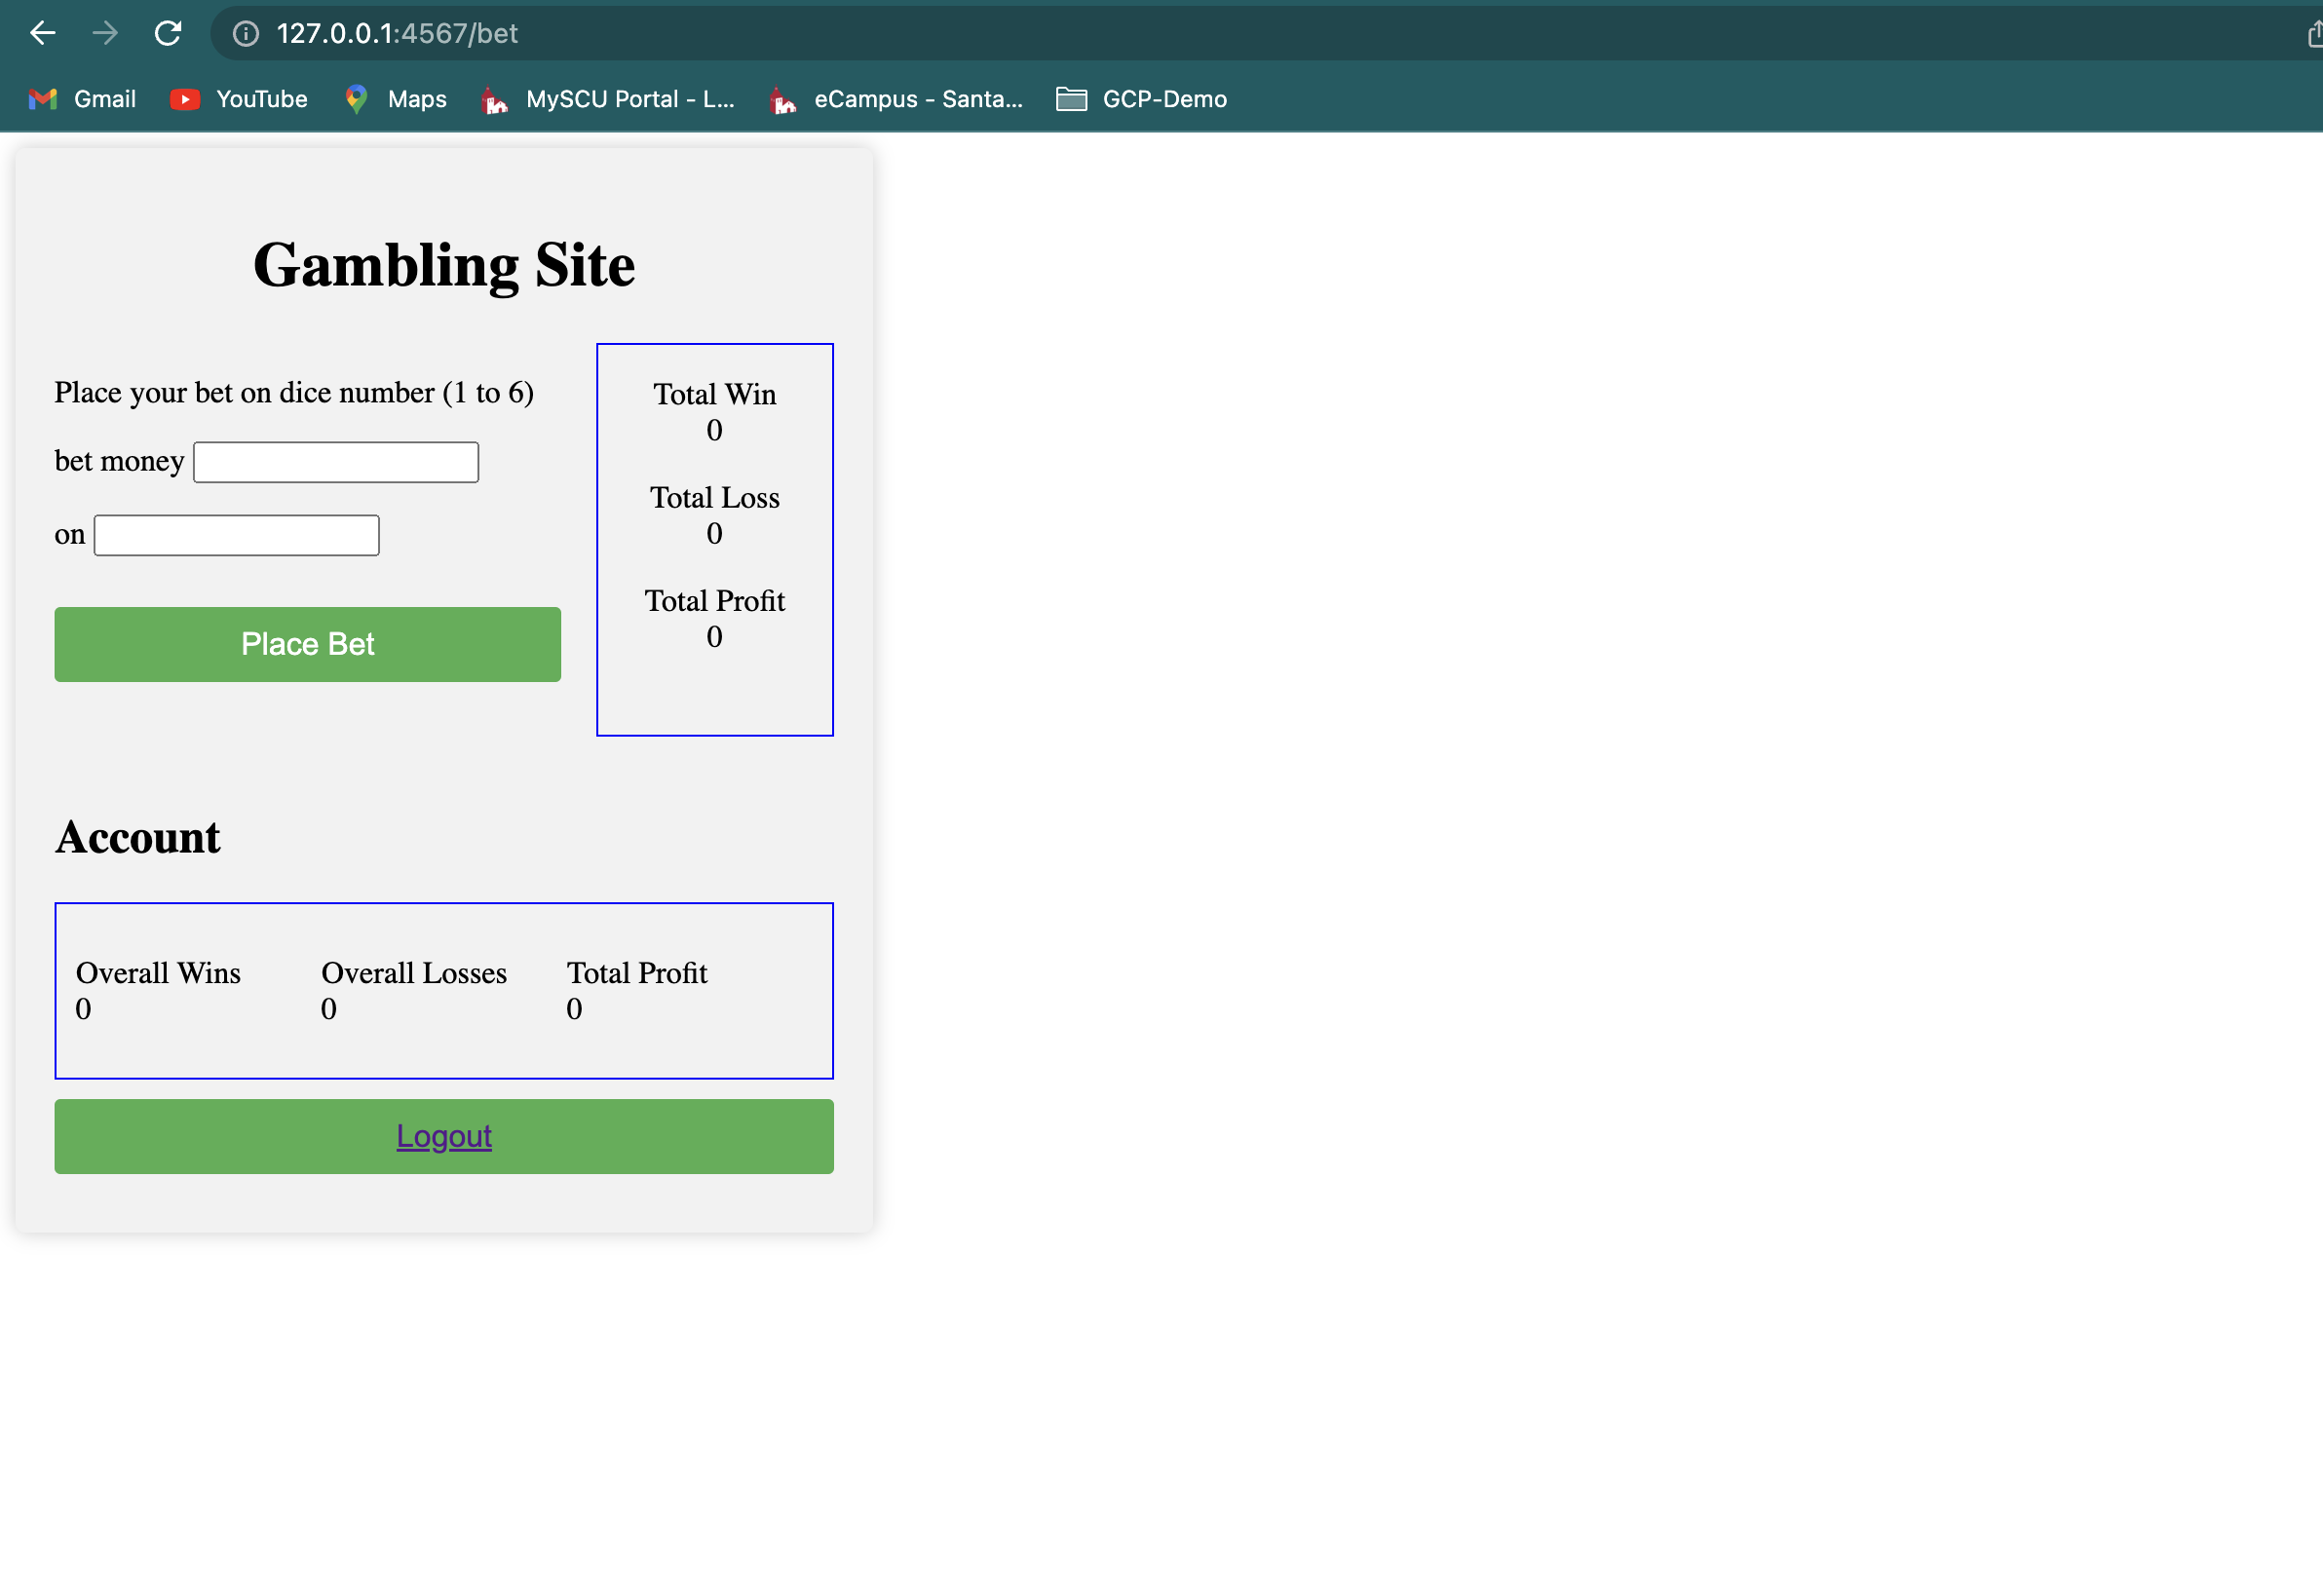 127.0.0.1:4567/bet
Gmail YouTube Maps MySCU Portal - L... eCampus - Santa... GCP-Demo
Gambling Site
Place your bet on dice number (1 to 6)
bet money
on
Place Bet
Total Win
0
Total Loss
0
Total Profit
0
Account
Overall Wins Overall Losses Total Profit
0 0 0
Logout